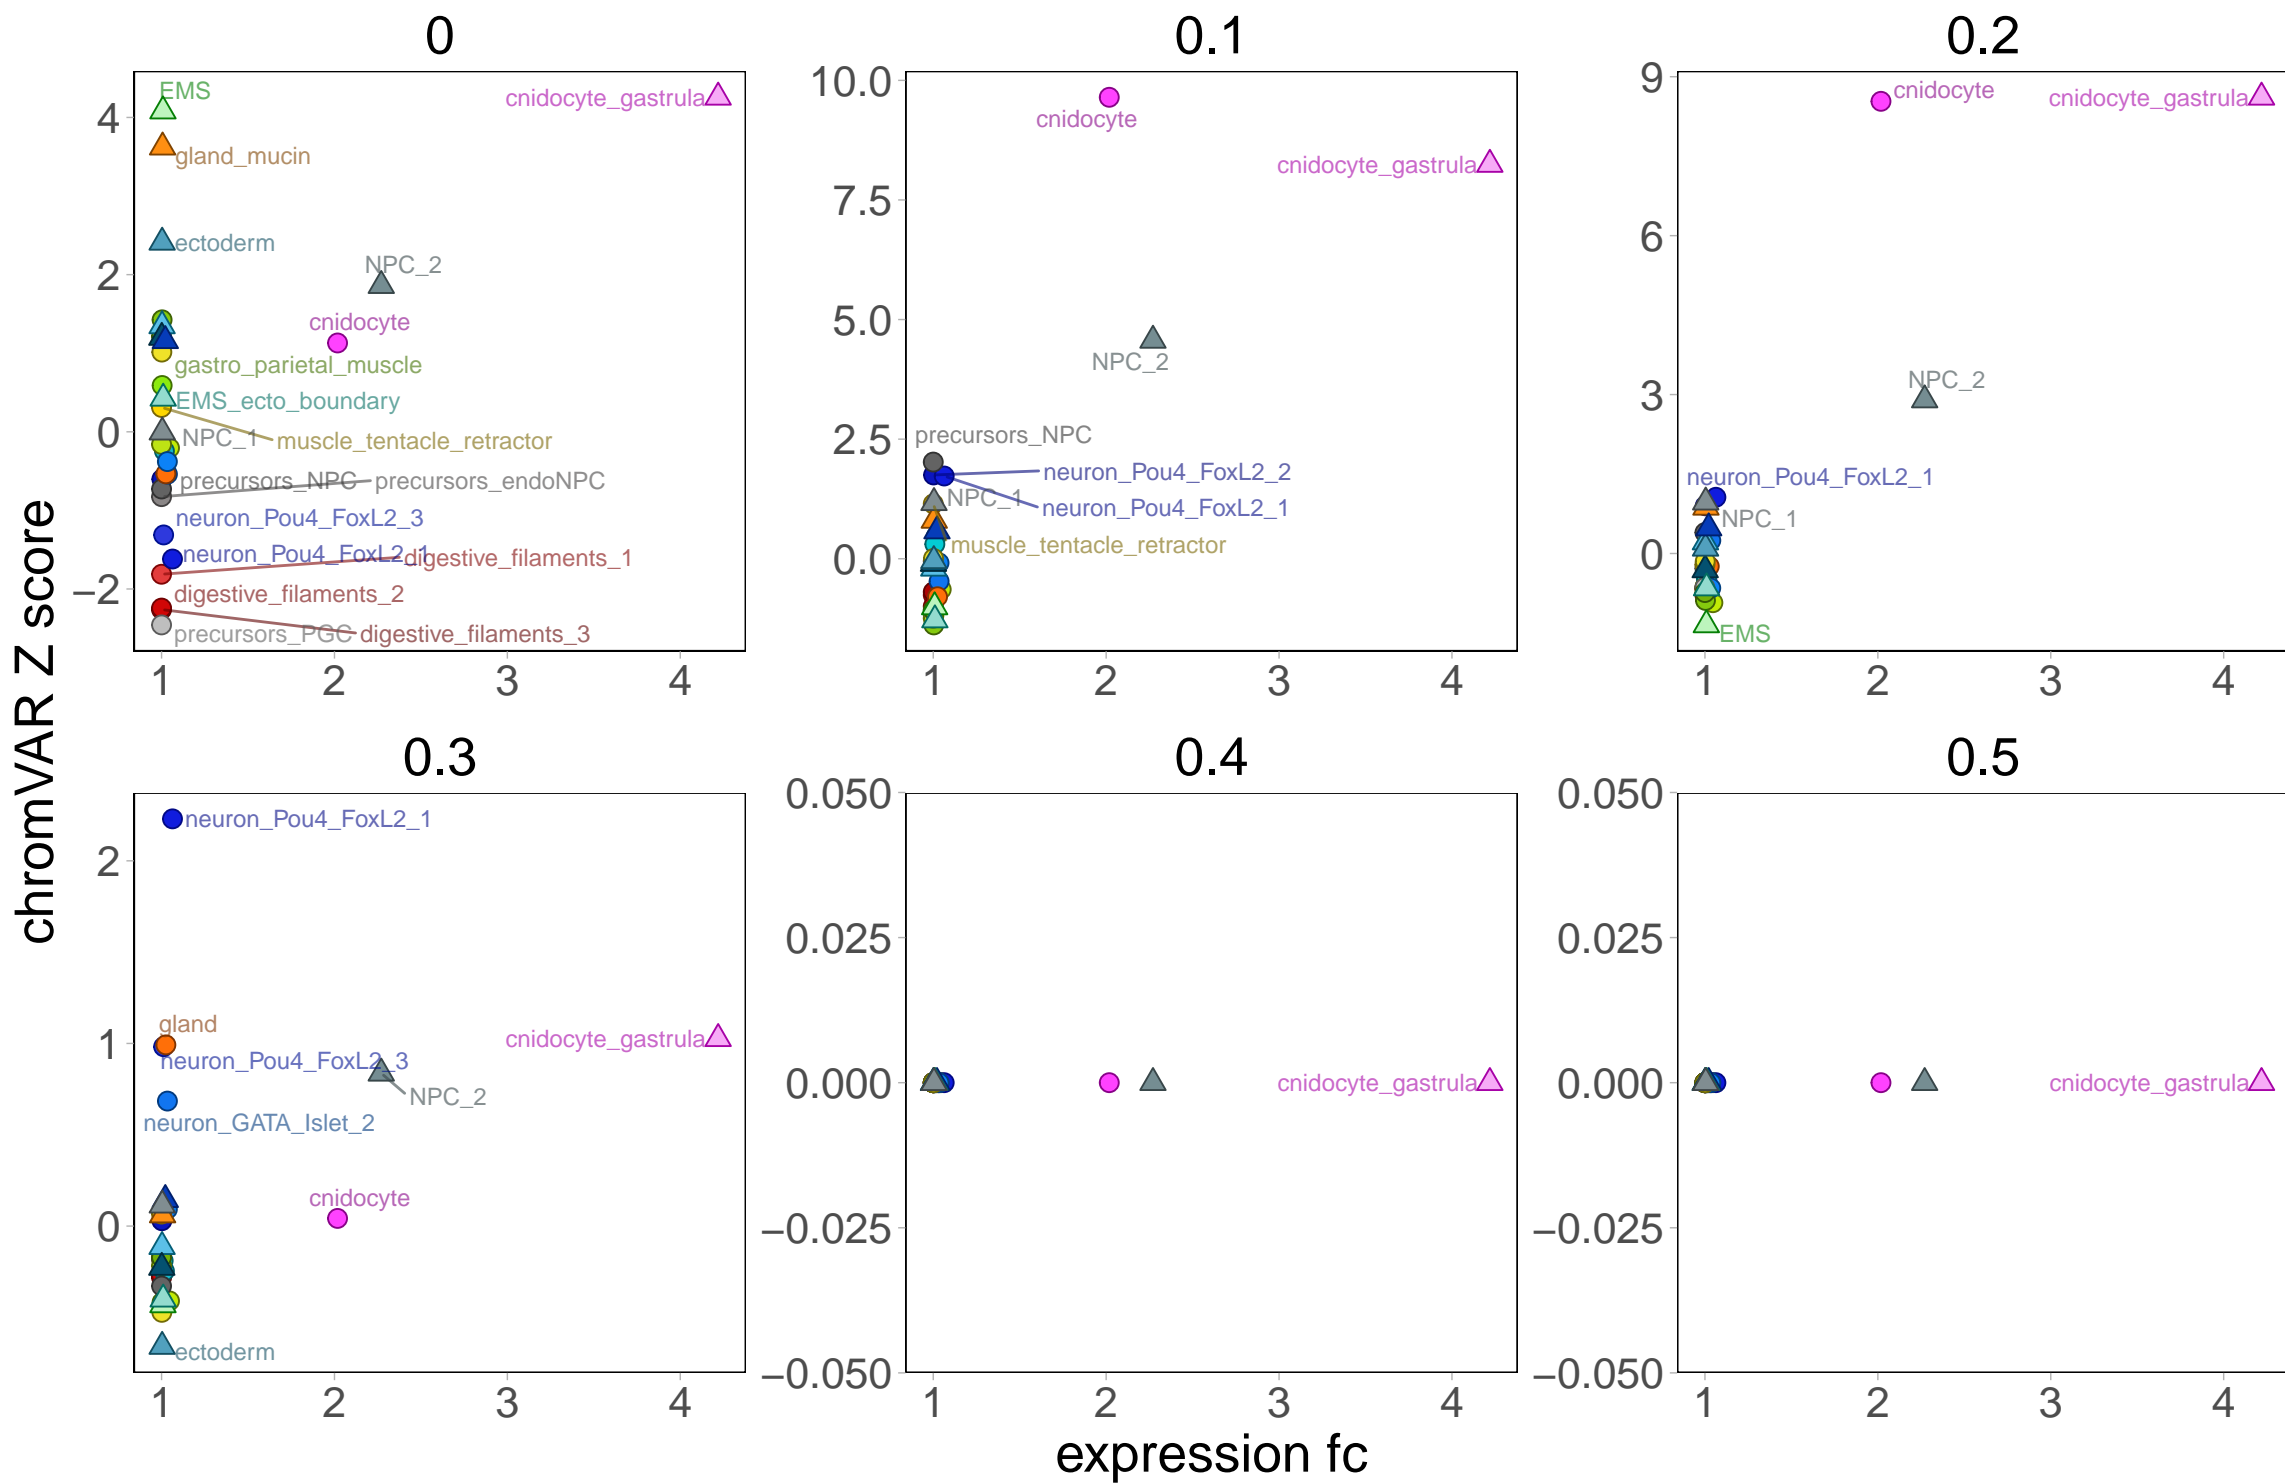 0
0.1
0.2
chromVAR Z score
4
2
0
−2
EMS
cnidocyte_gastrula
gland_mucin
ectoderm
NPC_2
cnidocyte
gastro_parietal_muscle
EMS_ecto_boundary
NPC_1
muscle_tentacle_retractor
precursors_NPC
precursors_endoNPC
neuron_Pou4_FoxL2_3
neuron_Pou4_FoxL2_1
digestive_filaments_1
digestive_filaments_2
precursors_PGC
digestive_filaments_3
1 2 3 4
10.0
7.5
5.0
2.5
0.0
cnidocyte
cnidocyte_gastrula
NPC_2
precursors_NPC
neuron_Pou4_FoxL2_2
NPC_1
neuron_Pou4_FoxL2_1
muscle_tentacle_retractor
1 2 3 4
9
6
3
0
cnidocyte
cnidocyte_gastrula
NPC_2
neuron_Pou4_FoxL2_1
NPC_1
EMS
1 2 3 4
0.3
0.4
0.5
2
1
0
neuron_Pou4_FoxL2_1
gland
cnidocyte_gastrula
neuron_Pou4_FoxL2_3
NPC_2
neuron_GATA_Islet_2
cnidocyte
ectoderm
1 2 3 4
0.050
0.025
0.000
−0.025
−0.050
cnidocyte_gastrula
1 2 3 4
0.050
0.025
0.000
−0.025
−0.050
cnidocyte_gastrula
1 2 3 4
expression fc